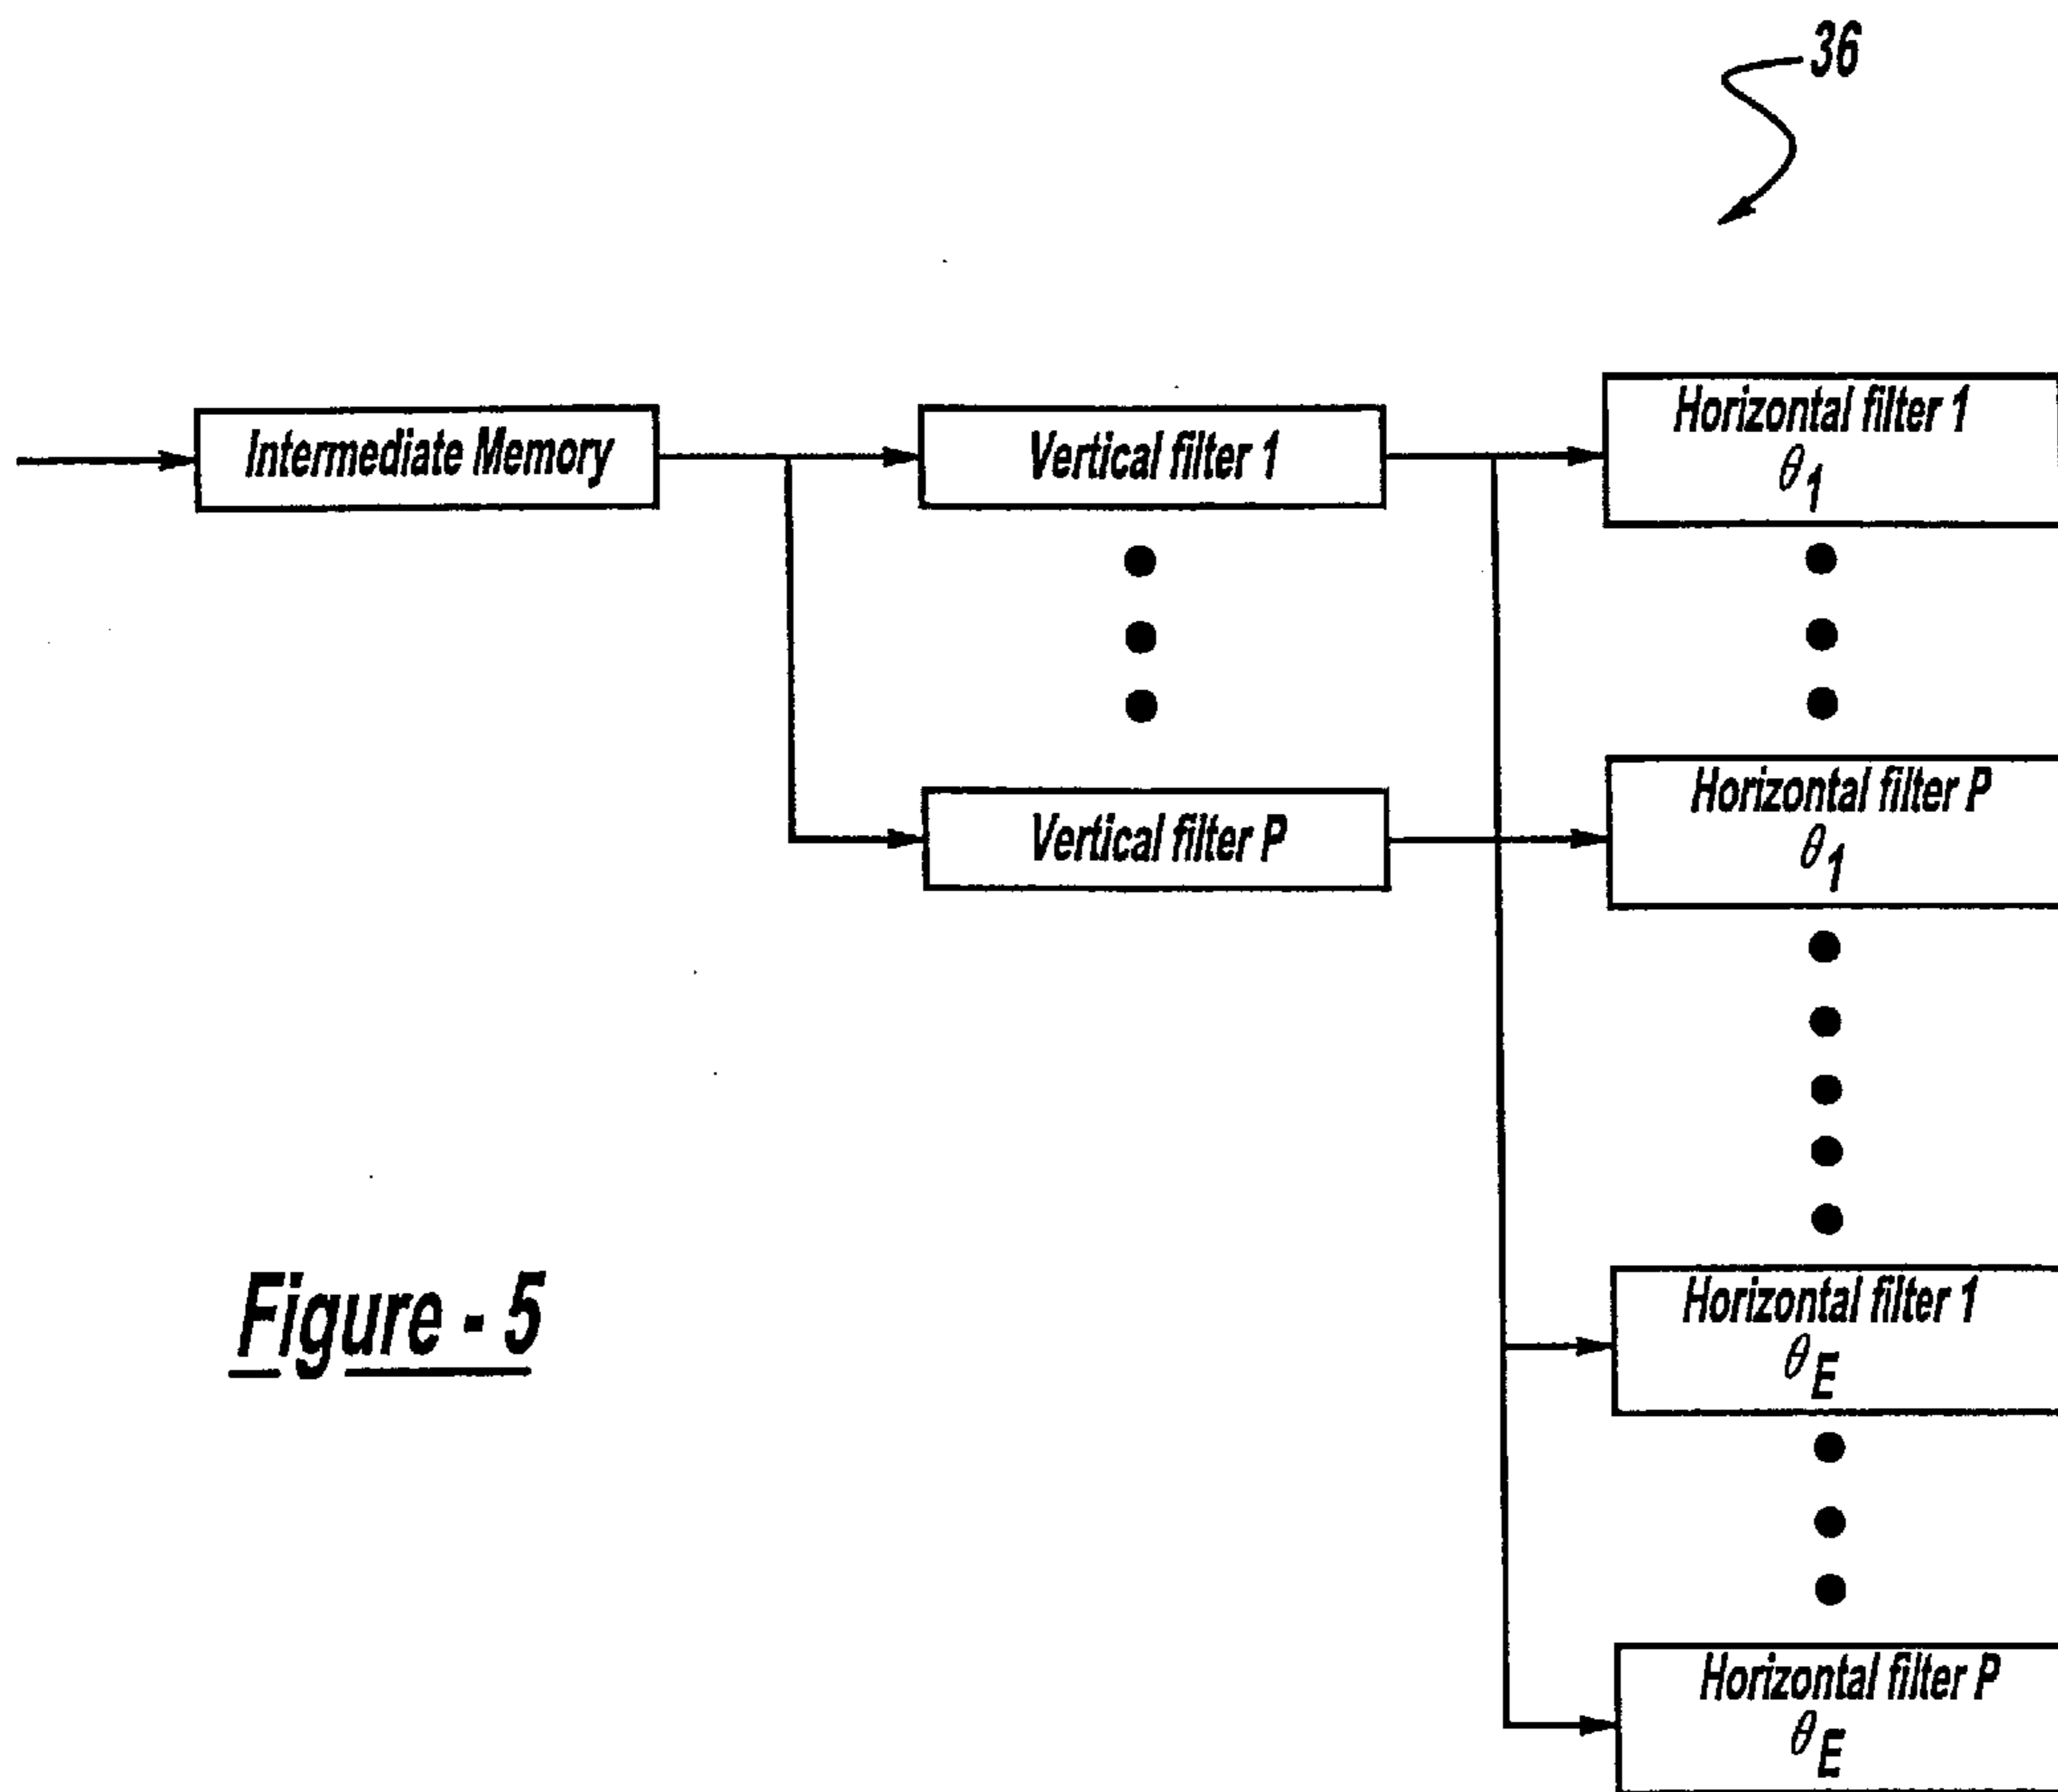 36
Intermediate Memory
Vertical filter 1
Horizontal filter 1
θ1
Vertical filter P
Horizontal filter P
θ1
Horizontal filter 1
θE
Horizontal filter P
θE
Figure - 5